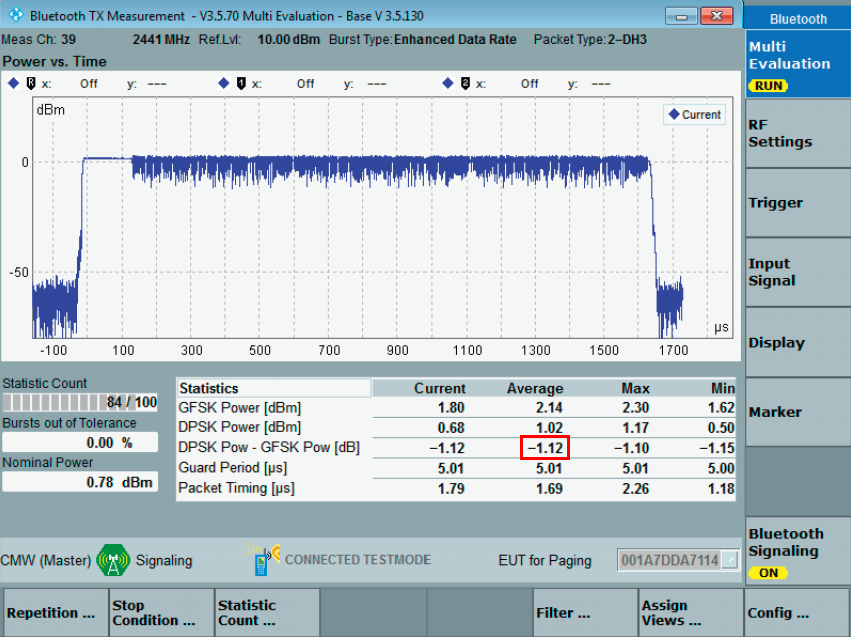 Bluetooth TX Measurement - V3.5.70 Multi Evaluation - Base V 3.5.130
Bluetooth
Meas Ch: 39 2441 MHz Ref.Lvl: 10.00 dBm Burst Type: Enhanced Data Rate Packet Type: 2-DH3
Power vs. Time
Multi
Evaluation
RUN
R x: Off y: --- 1 x: Off y: --- 2 x: Off y: ---
dBm
Current
0
-50
µs
-100 100 300 500 700 900 1100 1300 1500 1700
RF
Settings
Trigger
Input
Signal
Display
Marker
Statistic Count
84 / 100
Bursts out of Tolerance
0.00 %
Nominal Power
0.78 dBm
Statistics Current Average Max Min
GFSK Power [dBm] 1.80 2.14 2.30 1.62
DPSK Power [dBm] 0.68 1.02 1.17 0.50
DPSK Pow - GFSK Pow [dB] −1.12 −1.12 −1.10 −1.15
Guard Period [µs] 5.01 5.01 5.01 5.00
Packet Timing [µs] 1.79 1.69 2.26 1.18
Bluetooth
Signaling
ON
CMW (Master) Signaling CONNECTED TESTMODE EUT for Paging 001A7DDA7114
Repetition ...
Stop
Condition ...
Statistic
Count ...
Filter ...
Assign
Views ...
Config ...